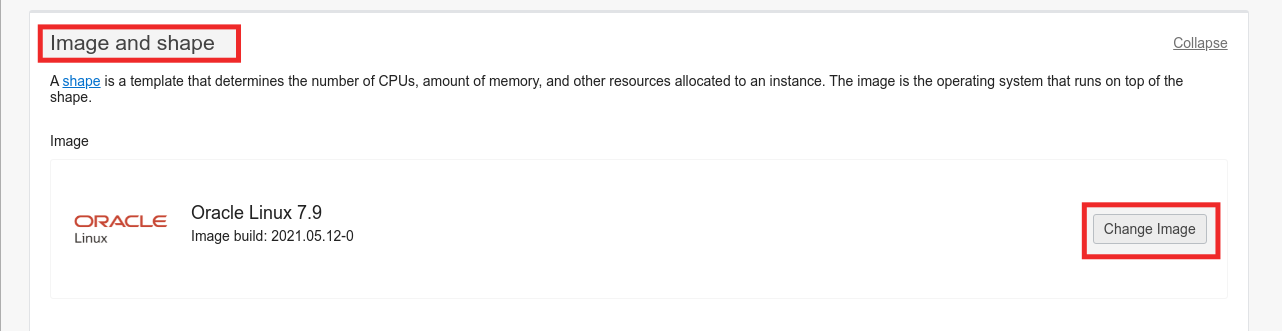 Image and shape
Collapse
A shape is a template that determines the number of CPUs, amount of memory, and other resources allocated to an instance. The image is the operating system that runs on top of the
shape.
Image
ORACLE
Linux
Oracle Linux 7.9
Image build: 2021.05.12-0
Change Image